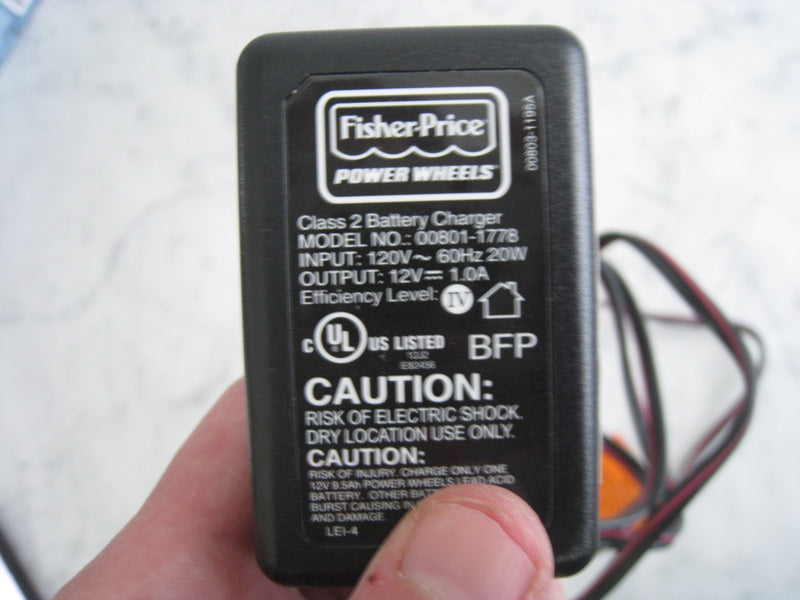 Fisher-Price
POWER WHEELS
00803-1195A
Class 2 Battery Charger
MODEL NO.: 00801-1778
INPUT: 120V~ 60Hz 20W
OUTPUT: 12V⎓ 1.0A
Efficiency Level: IV
C UL US LISTED
12J2
E82456
BFP
CAUTION:
RISK OF ELECTRIC SHOCK.
DRY LOCATION USE ONLY.
CAUTION:
RISK OF INJURY. CHARGE ONLY ONE
12V 9.5Ah POWER WHEELS LEAD ACID
BATTERY. OTHER
BURST CAUSING
AND DAMAGE.
LEI-4